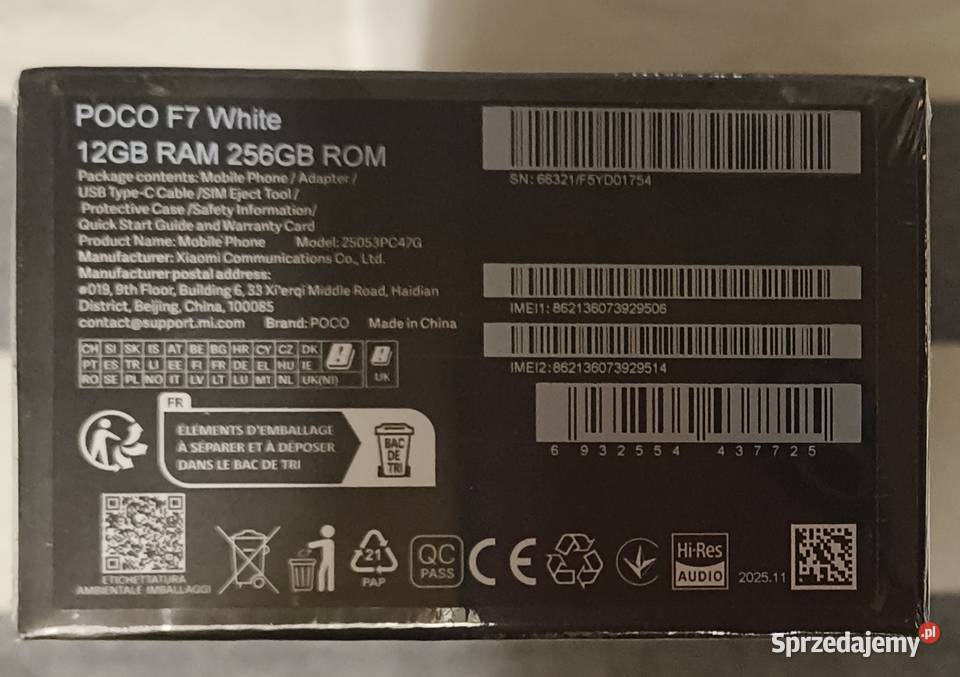 POCO F7 White
12GB RAM 256GB ROM
Package contents: Mobile Phone / Adapter /
USB Type-C Cable /SIM Eject Tool /
Protective Case /Safety Information/
Quick Start Guide and Warranty Card
Product Name: Mobile Phone Model: 25053PC47G
Manufacturer: Xiaomi Communications Co., Ltd.
Manufacturer postal address:
#019, 9th Floor, Building 6, 33 Xi'erqi Middle Road, Haidian
District, Beijing, China, 100085
contact@support.mi.com Brand: POCO Made in China
CH SI SK IS AT BE BG HR CY CZ DK
PT ES TR LI EE FI FR DE EL HU IE
RO SE PL NO IT LV LT LU MT NL UK(NI)
UK
SN: 66321/F5YD01754
IMEI1: 862136073929506
IMEI2: 862136073929514
6 932554 437725
FR
ÉLÉMENTS D'EMBALLAGE
À SÉPARER ET À DÉPOSER
DANS LE BAC DE TRI
BAC
DE
TRI
ETICHETTATURA
AMBIENTALE IMBALLAGGI
21
PAP
QC
PASS
CE
Hi-Res
AUDIO
2025.11
Sprzedajemy.pl